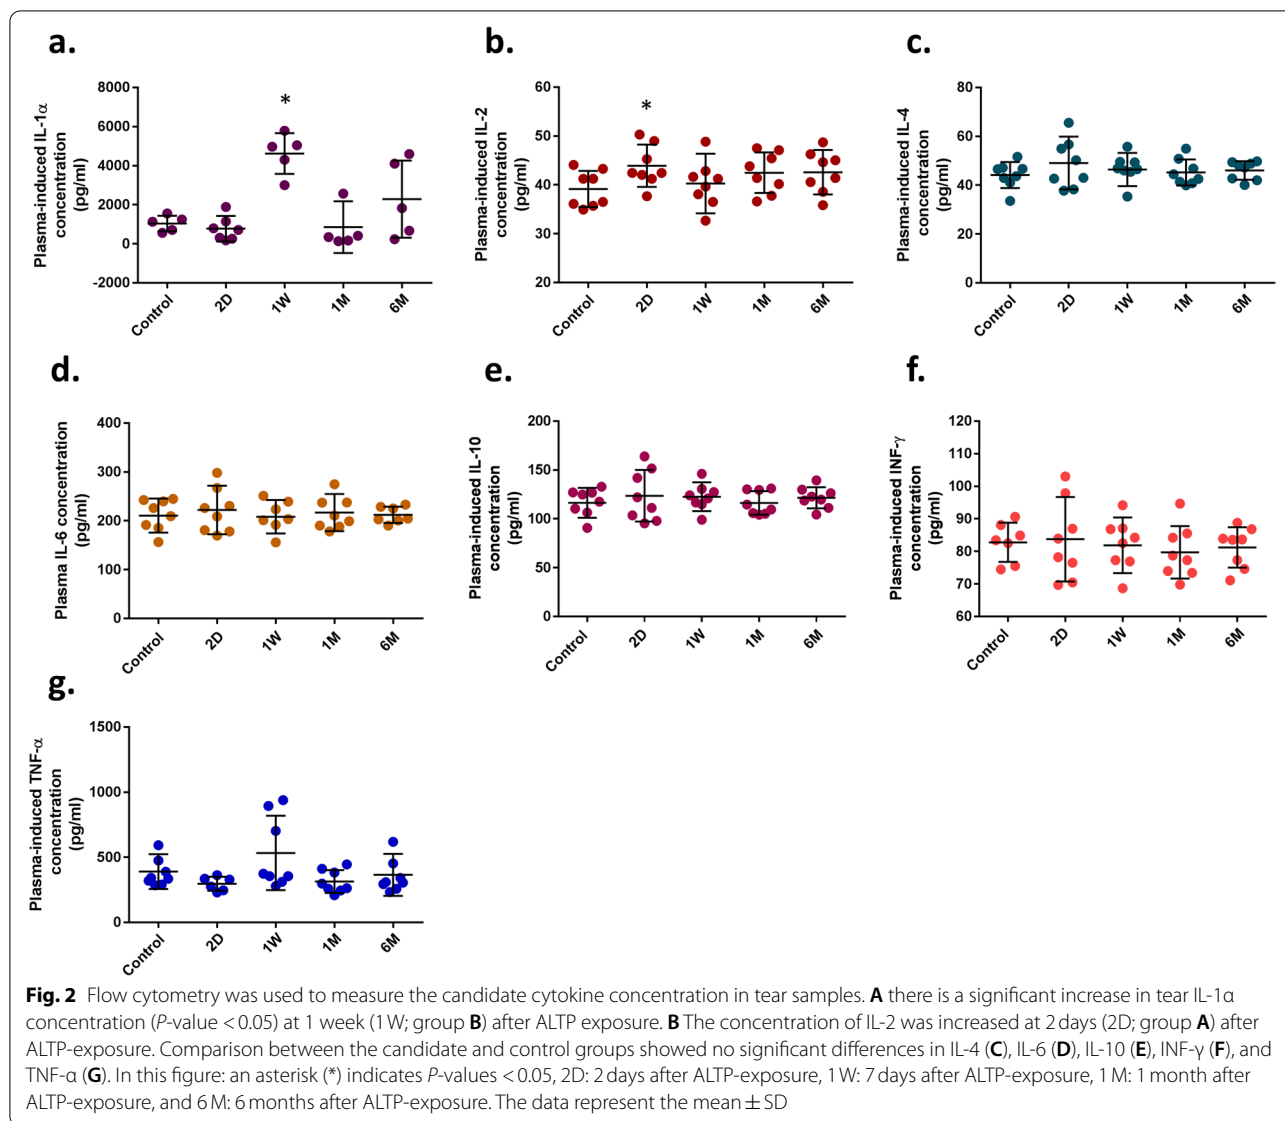 a.
Plasma-induced IL-1α
concentration
(pg/ml)
8000
6000
4000
2000
0
-2000
*
Control
2D
1W
1M
6M
b.
Plasma-induced IL-2
concentration
(pg/ml)
60
50
40
30
20
*
Control
2D
1W
1M
6M
c.
Plasma-induced IL-4
concentration
(pg/ml)
80
60
40
20
0
Control
2D
1W
1M
6M
d.
Plasma IL-6 concentration
(pg/ml)
400
300
200
100
0
Control
2D
1W
1M
6M
e.
Plasma-induced IL-10
concentration
(pg/ml)
200
150
100
50
0
Control
2D
1W
1M
6M
f.
Plasma-induced INF-γ
concentration
(pg/ml)
120
110
100
90
80
70
60
Control
2D
1W
1M
6M
g.
Plasma-induced TNF-α
concentration
(pg/ml)
1500
1000
500
0
Control
2D
1W
1M
6M
Fig. 2 Flow cytometry was used to measure the candidate cytokine concentration in tear samples. A there is a significant increase in tear IL-1α
concentration (P-value < 0.05) at 1 week (1 W; group B) after ALTP exposure. B The concentration of IL-2 was increased at 2 days (2D; group A) after
ALTP-exposure. Comparison between the candidate and control groups showed no significant differences in IL-4 (C), IL-6 (D), IL-10 (E), INF-γ (F), and
TNF-α (G). In this figure: an asterisk (*) indicates P-values < 0.05, 2D: 2 days after ALTP-exposure, 1 W: 7 days after ALTP-exposure, 1 M: 1 month after
ALTP-exposure, and 6 M: 6 months after ALTP-exposure. The data represent the mean ± SD